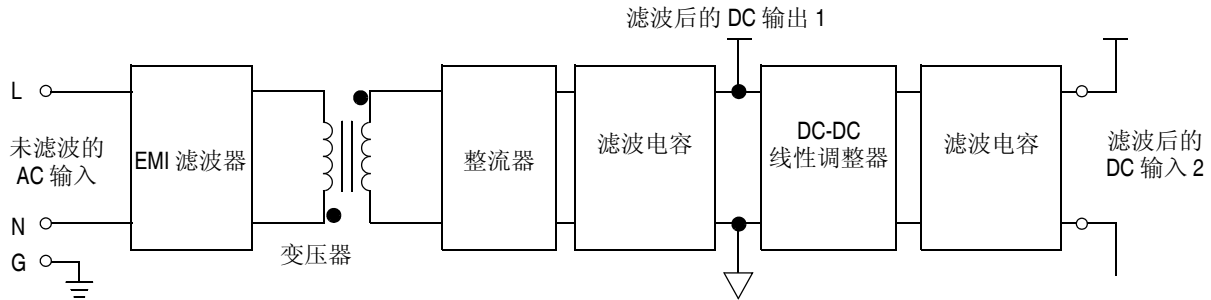 滤波后的 DC 输出 1
L
未滤波的
AC 输入
N
G
EMI 滤波器
变压器
整流器
滤波电容
DC-DC
线性调整器
滤波电容
滤波后的
DC 输入 2